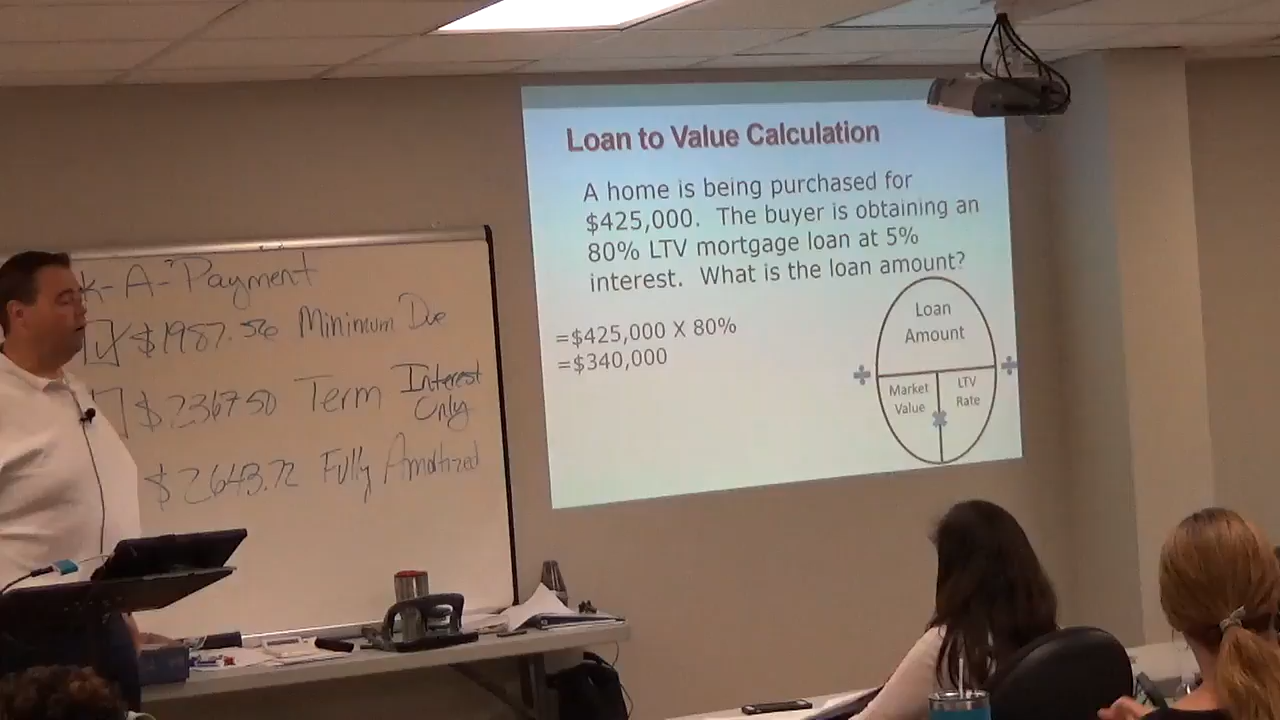 k-A-Payment
$1987.56 Minimum Due
$2367.50 Term Interest Only
$2643.72 Fully Amortized
Loan to Value Calculation
A home is being purchased for
$425,000. The buyer is obtaining an
80% LTV mortgage loan at 5%
interest. What is the loan amount?
=$425,000 X 80%
=$340,000
Loan
Amount
÷ ÷
Market
Value
LTV
Rate
×